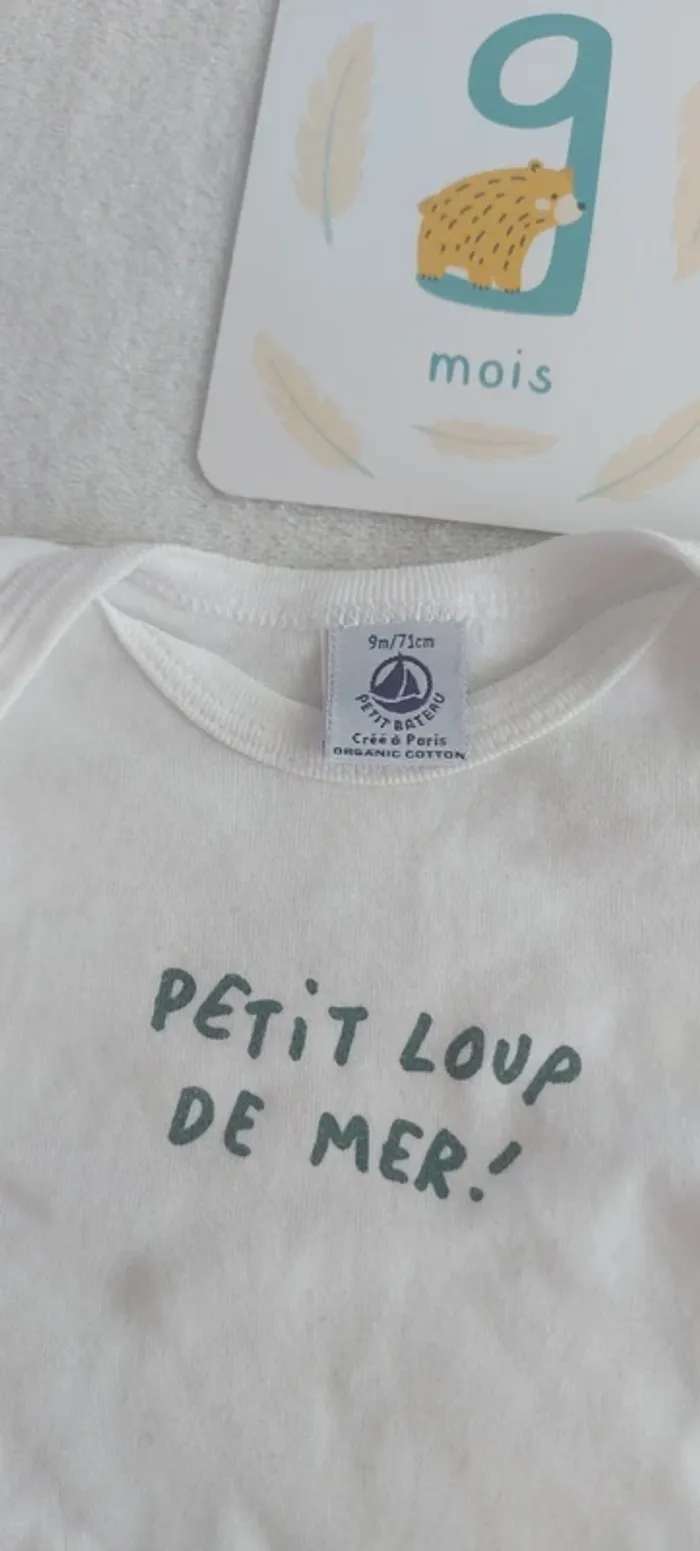 9
mois
9m/71cm
PETIT BATEAU
Créé à Paris
ORGANIC COTTON
PETIT LOUP
DE MER!